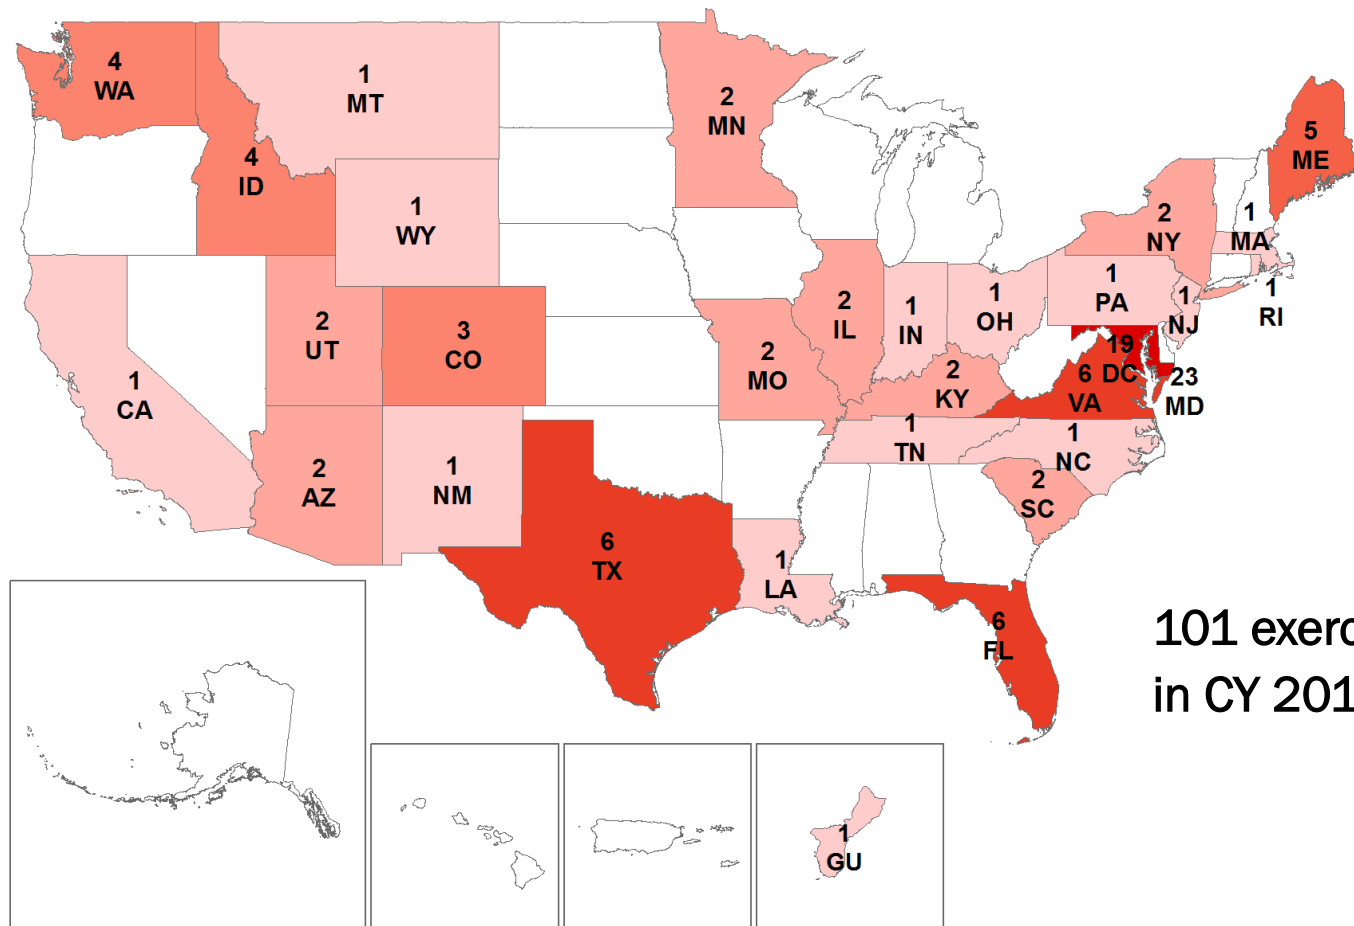 4
WA
1
MT
2
MN
5
ME
4
ID
1
WY
2
NY
1
MA
1
RI
1
PA
1
NJ
2
UT
3
CO
2
IL
1
IN
1
OH
2
MO
2
KY
6
VA
19
DC
23
MD
1
CA
2
AZ
1
NM
1
TN
1
NC
2
SC
6
TX
1
LA
6
FL
1
GU
101 exerc
in CY 201